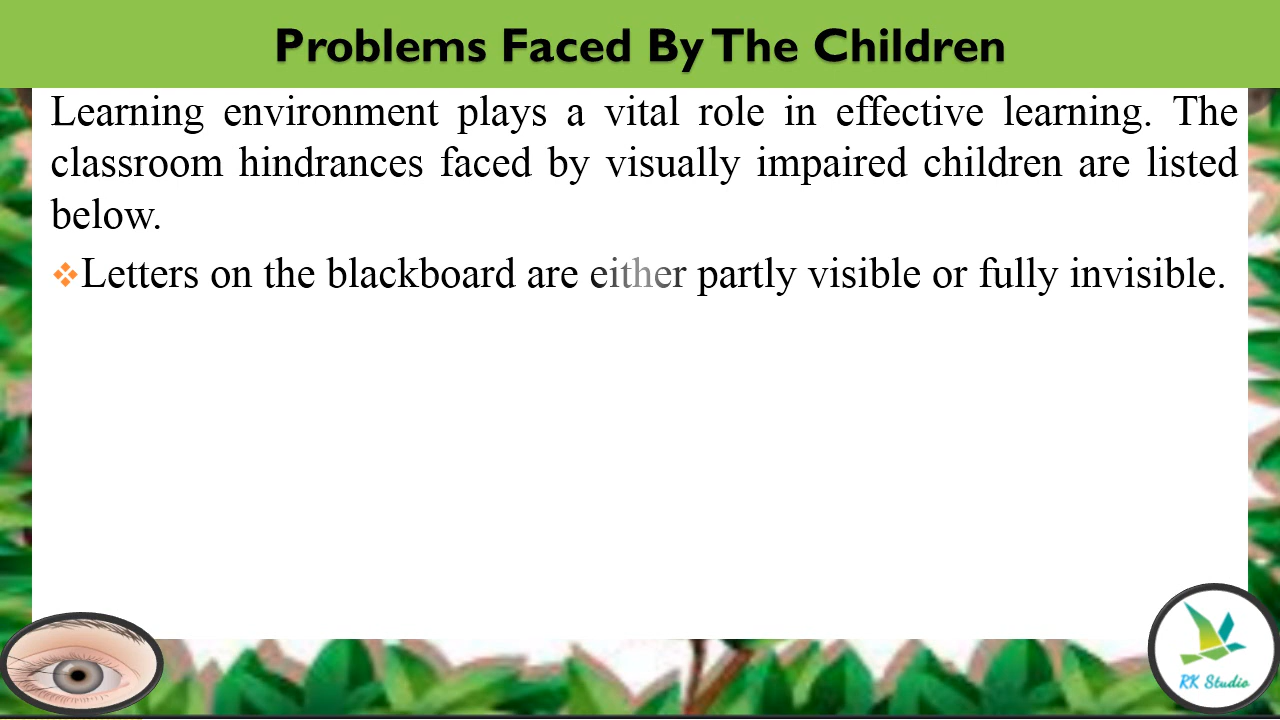 Problems Faced By The Children
Learning environment plays a vital role in effective learning. The
classroom hindrances faced by visually impaired children are listed
below.
❖Letters on the blackboard are either partly visible or fully invisible.
RK Studio